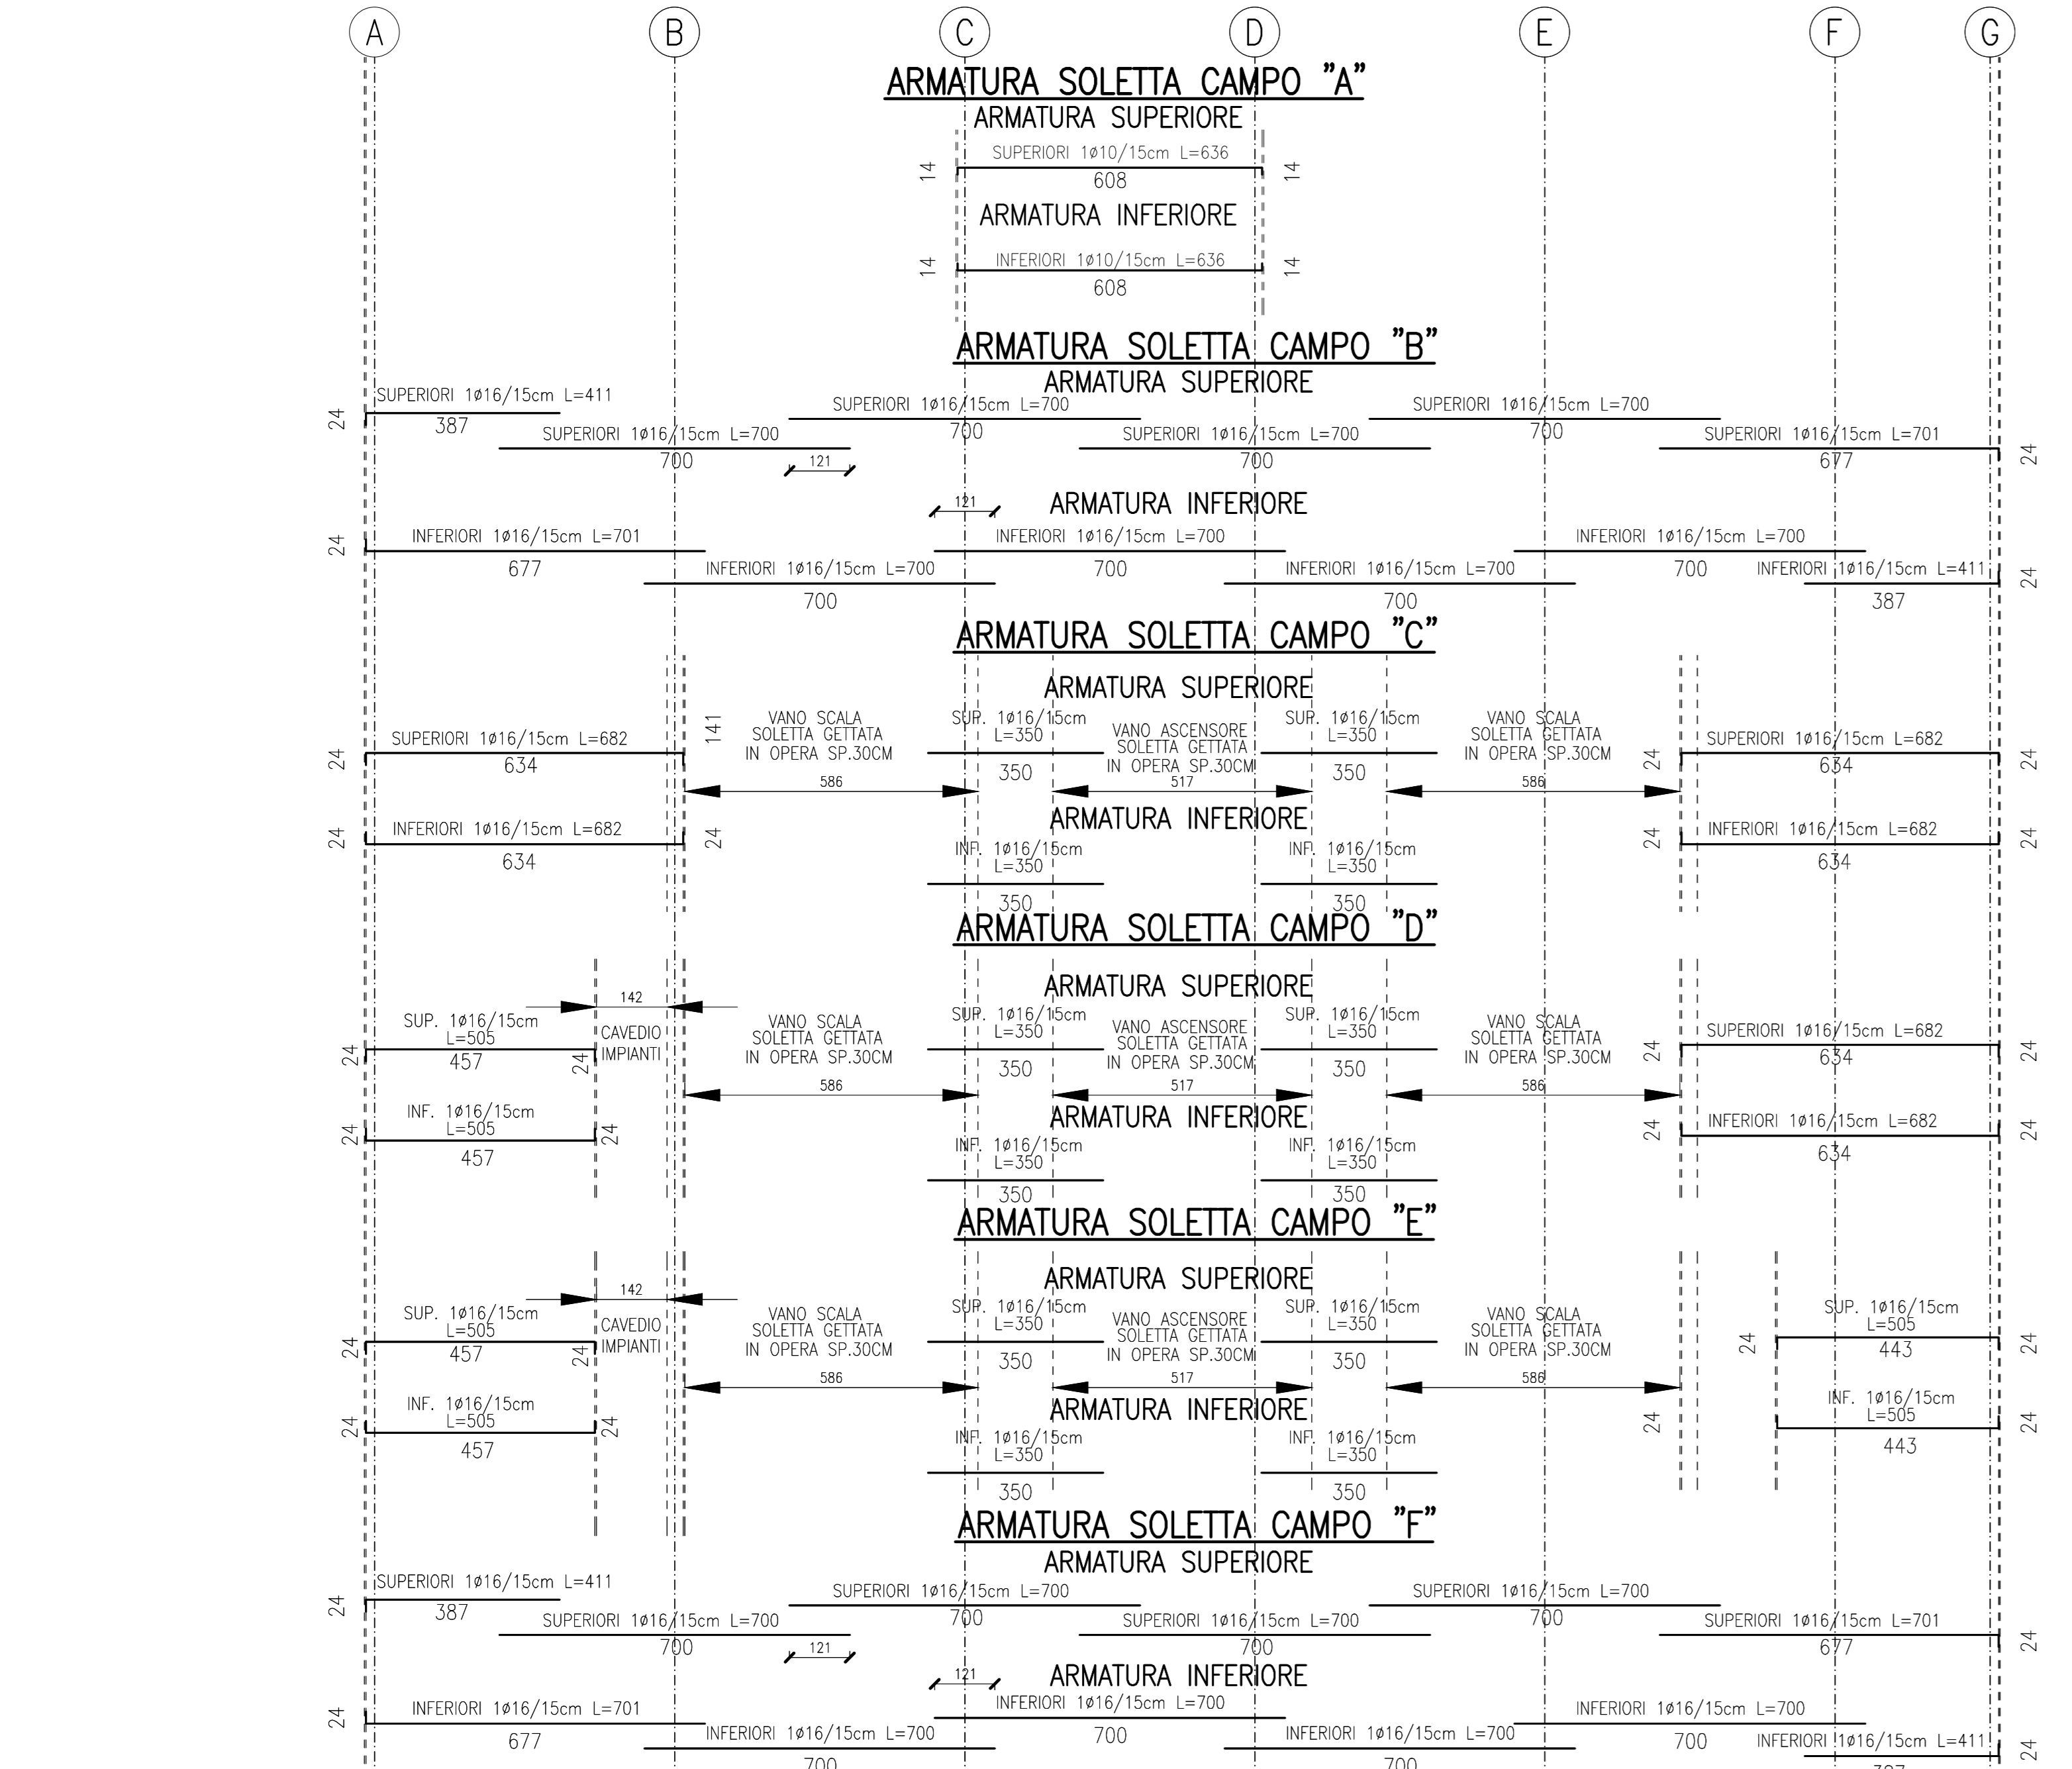 A B C D E F G
ARMATURA SOLETTA CAMPO "A"
ARMATURA SUPERIORE
SUPERIORI 1ø10/15cm L=636
14 608 14
ARMATURA INFERIORE
INFERIORI 1ø10/15cm L=636
14 608 14
ARMATURA SOLETTA CAMPO "B"
ARMATURA SUPERIORE
SUPERIORI 1ø16/15cm L=411 SUPERIORI 1ø16/15cm L=700 SUPERIORI 1ø16/15cm L=700
24 387 700 700
SUPERIORI 1ø16/15cm L=700 SUPERIORI 1ø16/15cm L=700 SUPERIORI 1ø16/15cm L=701
700 121 700 677 24
121 ARMATURA INFERIORE
INFERIORI 1ø16/15cm L=701 INFERIORI 1ø16/15cm L=700 INFERIORI 1ø16/15cm L=700
24 677 700 700
INFERIORI 1ø16/15cm L=700 INFERIORI 1ø16/15cm L=700 INFERIORI 1ø16/15cm L=411
700 700 387 24
ARMATURA SOLETTA CAMPO "C"
ARMATURA SUPERIORE
141 VANO SCALA SUP. 1ø16/15cm VANO ASCENSORE SUP. 1ø16/15cm VANO SCALA
SUPERIORI 1ø16/15cm L=682 SOLETTA GETTATA L=350 SOLETTA GETTATA L=350 SOLETTA GETTATA SUPERIORI 1ø16/15cm L=682
24 634 IN OPERA SP.30CM 350 IN OPERA SP.30CM 350 IN OPERA SP.30CM 24 634 24
586 517 586
ARMATURA INFERIORE
INFERIORI 1ø16/15cm L=682 INF. 1ø16/15cm INF. 1ø16/15cm INFERIORI 1ø16/15cm L=682
24 634 24 L=350 L=350 24 634 24
350 350
ARMATURA SOLETTA CAMPO "D"
ARMATURA SUPERIORE
142
SUP. 1ø16/15cm CAVEDIO VANO SCALA SUP. 1ø16/15cm VANO ASCENSORE SUP. 1ø16/15cm VANO SCALA SUPERIORI 1ø16/15cm L=682
L=505 IMPIANTI SOLETTA GETTATA L=350 SOLETTA GETTATA L=350 SOLETTA GETTATA
24 457 24 IN OPERA SP.30CM 350 IN OPERA SP.30CM 350 IN OPERA SP.30CM 24 634 24
586 517 586
ARMATURA INFERIORE
INF. 1ø16/15cm INF. 1ø16/15cm INF. 1ø16/15cm INFERIORI 1ø16/15cm L=682
L=505 L=350 L=350
24 457 24 350 350 24 634 24
ARMATURA SOLETTA CAMPO "E"
ARMATURA SUPERIORE
142
SUP. 1ø16/15cm CAVEDIO VANO SCALA SUP. 1ø16/15cm VANO ASCENSORE SUP. 1ø16/15cm VANO SCALA SUP. 1ø16/15cm
L=505 IMPIANTI SOLETTA GETTATA L=350 SOLETTA GETTATA L=350 SOLETTA GETTATA L=505
24 457 24 IN OPERA SP.30CM 350 IN OPERA SP.30CM 350 IN OPERA SP.30CM 24 443 24
586 517 586
ARMATURA INFERIORE
INF. 1ø16/15cm INF. 1ø16/15cm INF. 1ø16/15cm INF. 1ø16/15cm
L=505 L=350 L=350 L=505
24 457 24 350 350 24 443 24
ARMATURA SOLETTA CAMPO "F"
ARMATURA SUPERIORE
SUPERIORI 1ø16/15cm L=411 SUPERIORI 1ø16/15cm L=700 SUPERIORI 1ø16/15cm L=700
24 387 700 700
SUPERIORI 1ø16/15cm L=700 SUPERIORI 1ø16/15cm L=700 SUPERIORI 1ø16/15cm L=701
700 121 700 677 24
121 ARMATURA INFERIORE
INFERIORI 1ø16/15cm L=701 INFERIORI 1ø16/15cm L=700 INFERIORI 1ø16/15cm L=700
24 677 700 700
INFERIORI 1ø16/15cm L=700 INFERIORI 1ø16/15cm L=700 INFERIORI 1ø16/15cm L=411
700 700 387 24